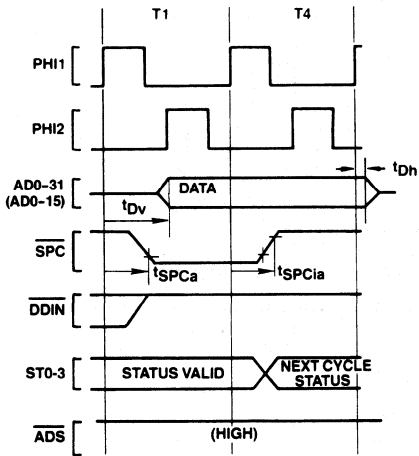 T1 T4
PHI1
PHI2
AD0-31
(AD0-15)
DATA
tDv
tDh
SPC
tSPCa
tSPCia
DDIN
ST0-3
STATUS VALID
NEXT CYCLE
STATUS
ADS
(HIGH)